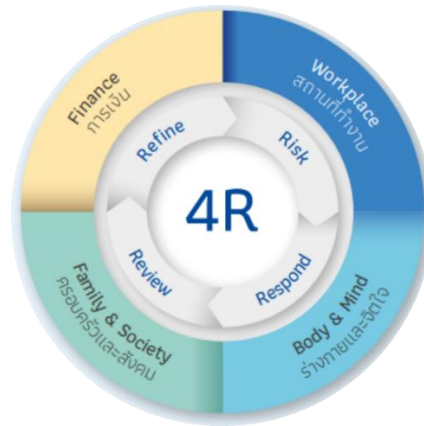 Finance
การเงิน
Workplace
สถานที่ทำงาน
Refine
Risk
4R
Review
Respond
Family & Society
ครอบครัวและสังคม
Body & Mind
ร่างกายและจิตใจ